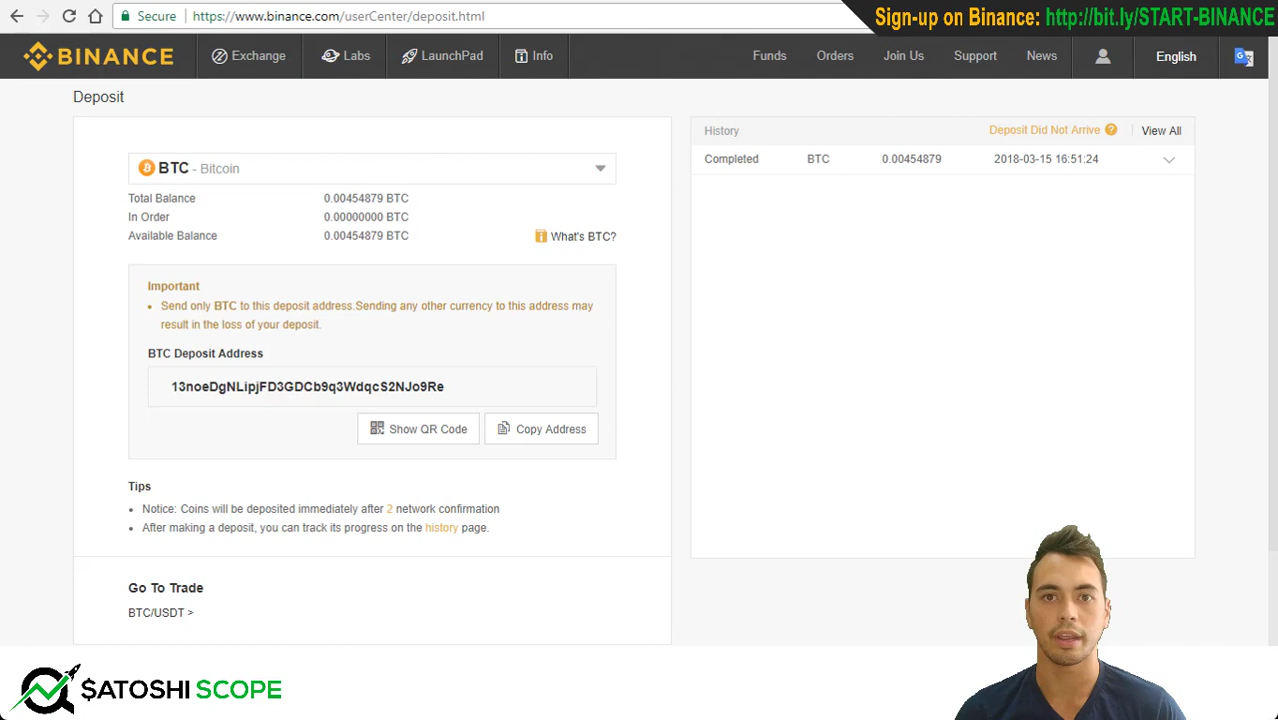 Secure https://www.binance.com/userCenter/deposit.html
Sign-up on Binance: http://bit.ly/START-BINANCE
BINANCE Exchange Labs LaunchPad Info Funds Orders Join Us Support News English
Deposit
BTC - Bitcoin
Total Balance 0.00454879 BTC
In Order 0.00000000 BTC
Available Balance 0.00454879 BTC
What's BTC?
Important
Send only BTC to this deposit address.Sending any other currency to this address may
result in the loss of your deposit.
BTC Deposit Address
13noeDgNLipjFD3GDCb9q3WdqcS2NJo9Re
Show QR Code Copy Address
Tips
Notice: Coins will be deposited immediately after 2 network confirmation
After making a deposit, you can track its progress on the history page.
Go To Trade
BTC/USDT >
History Deposit Did Not Arrive ? View All
Completed BTC 0.00454879 2018-03-15 16:51:24
$ATOSHI SCOPE